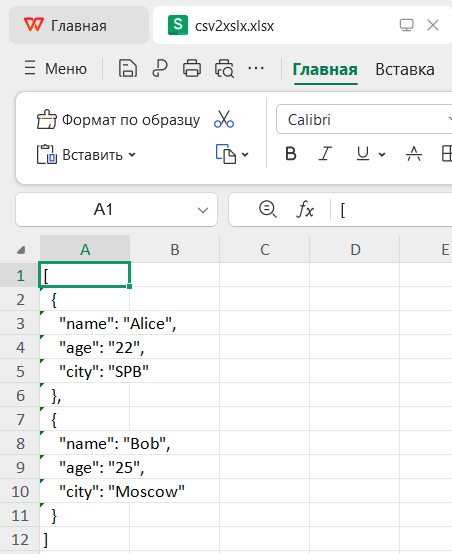 Главная
csv2xslx.xlsx
Меню
Главная
Вставка
Формат по образцу
Вставить
Calibri
B I U A
A1
fx [
A B C D E
1 [
2 {
3 "name": "Alice",
4 "age": "22",
5 "city": "SPB"
6 },
7 {
8 "name": "Bob",
9 "age": "25",
10 "city": "Moscow"
11 }
12 ]